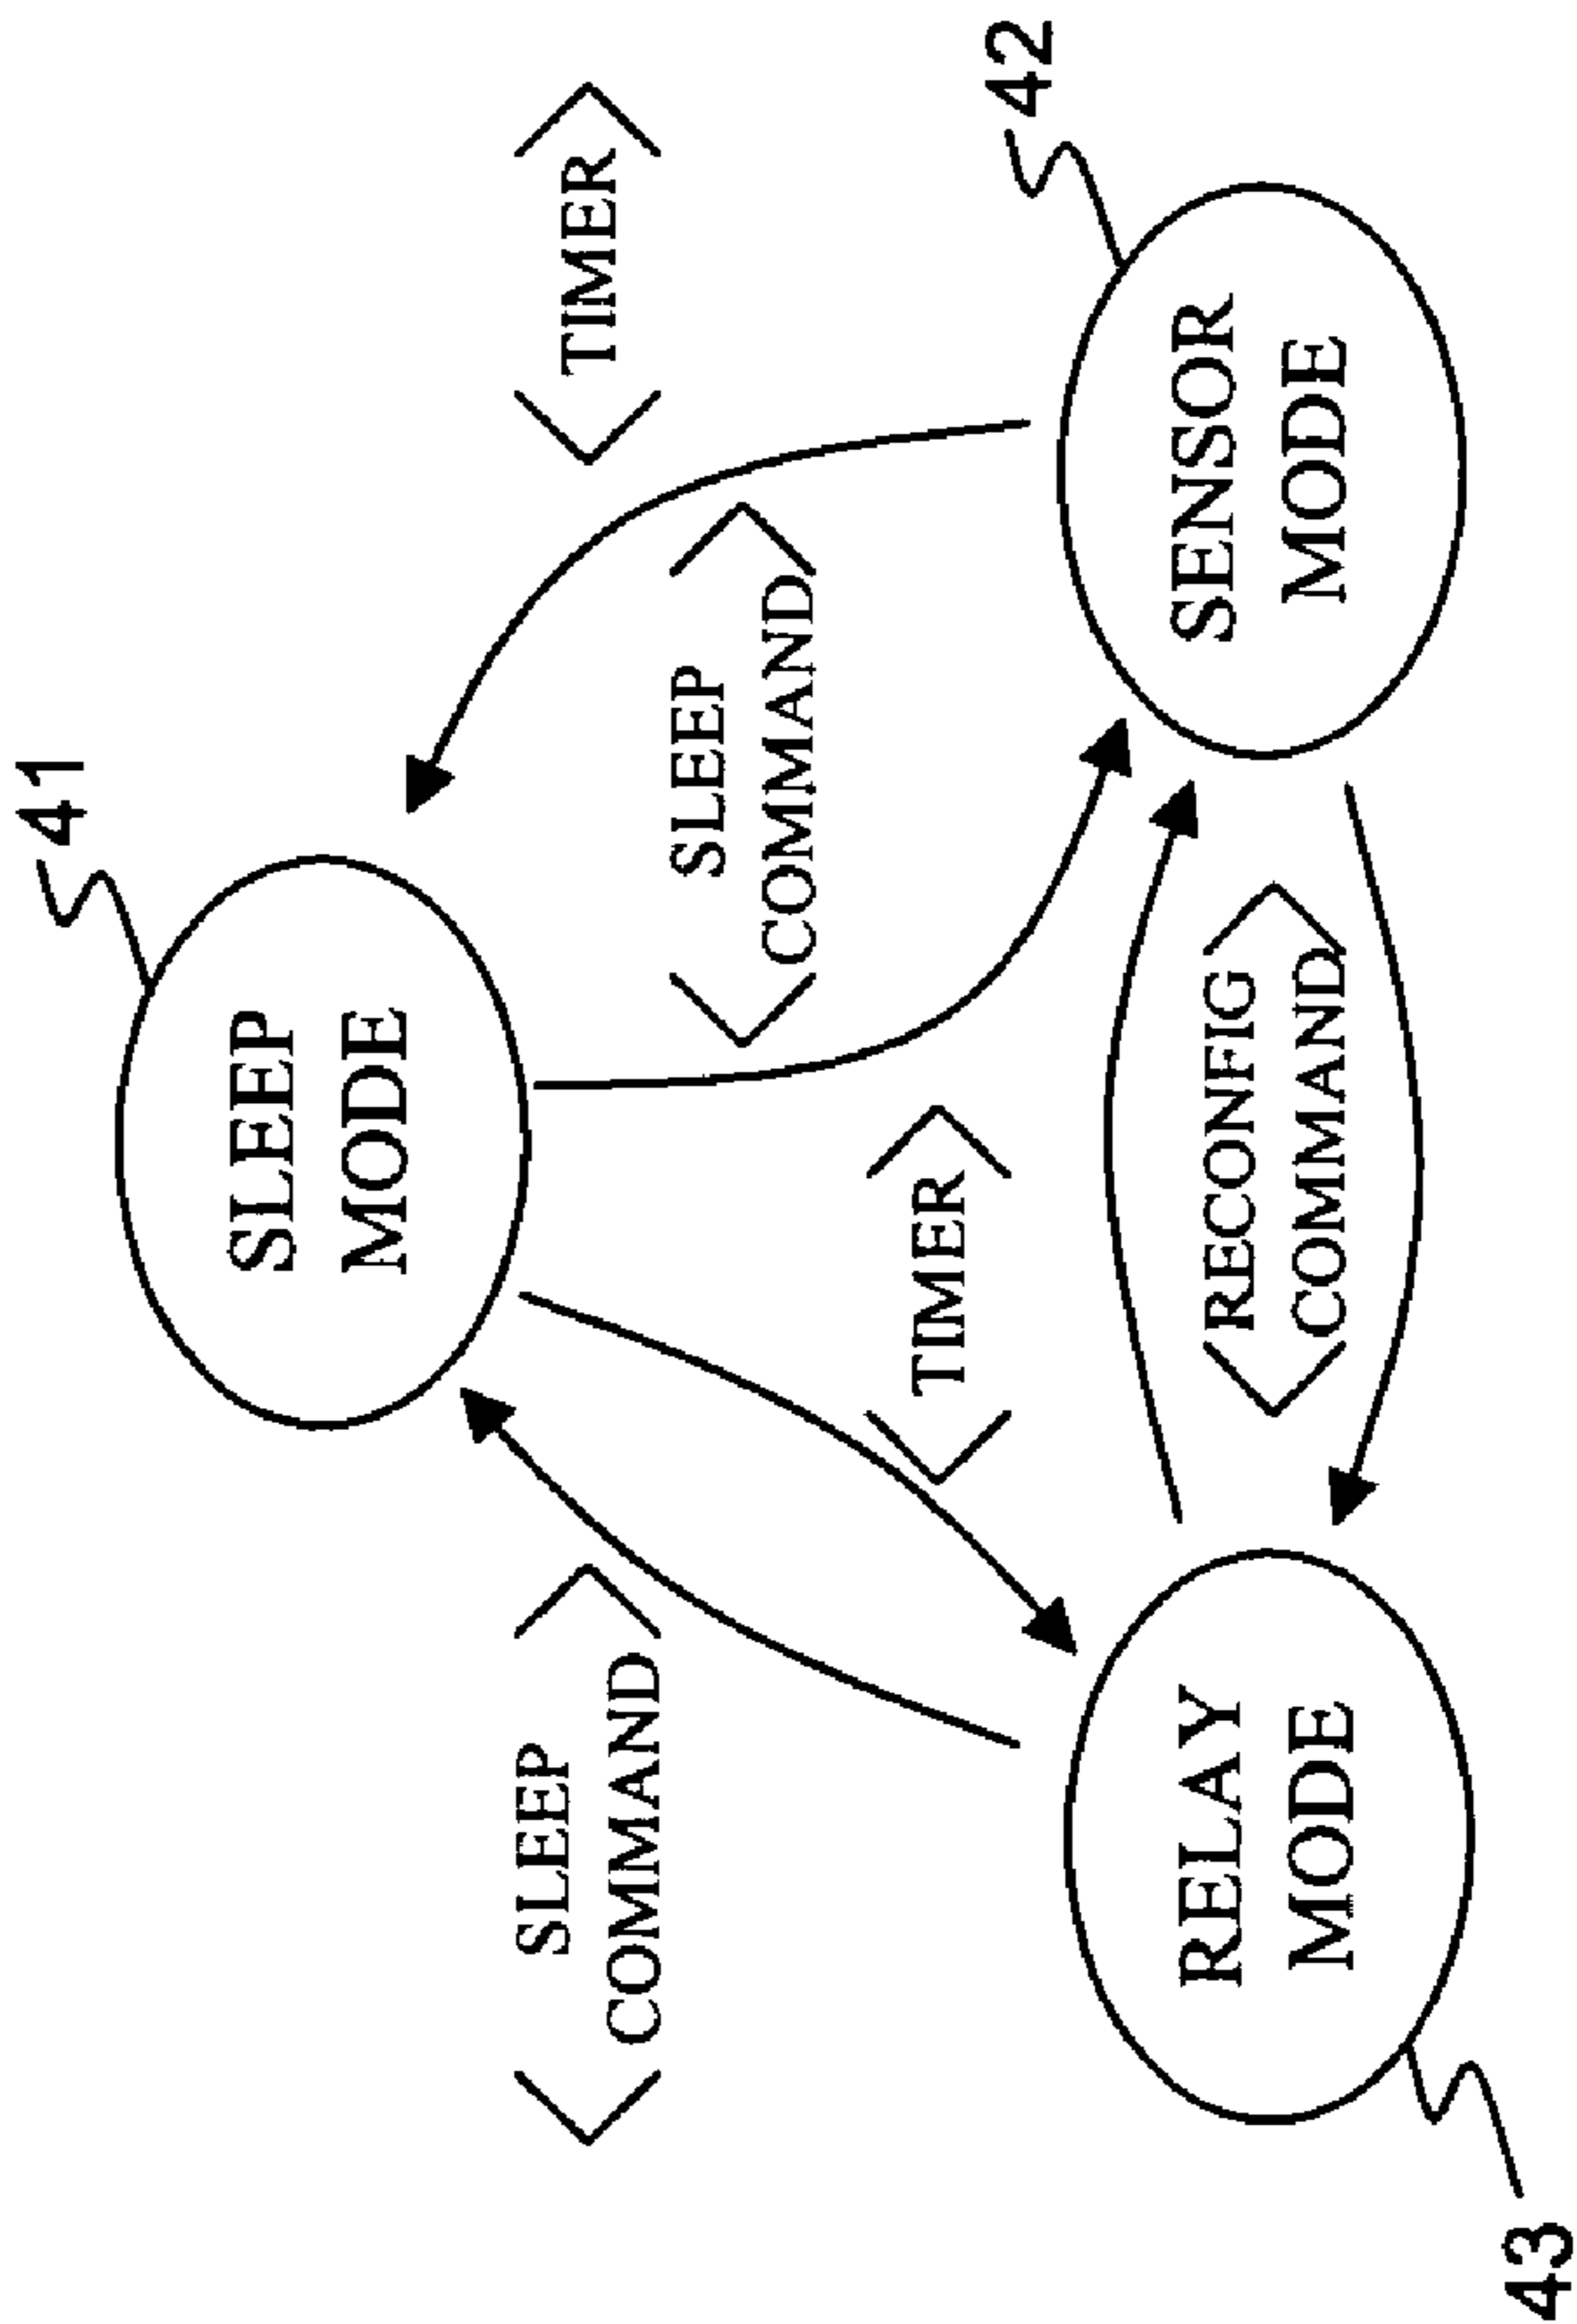 41
SLEEP
MODE
<TIMER>
<SLEEP
COMMAND>
<SLEEP
COMMAND>
<TIMER>
42
SENSOR
MODE
<RECONFIG
COMMAND>
RELAY
MODE
43